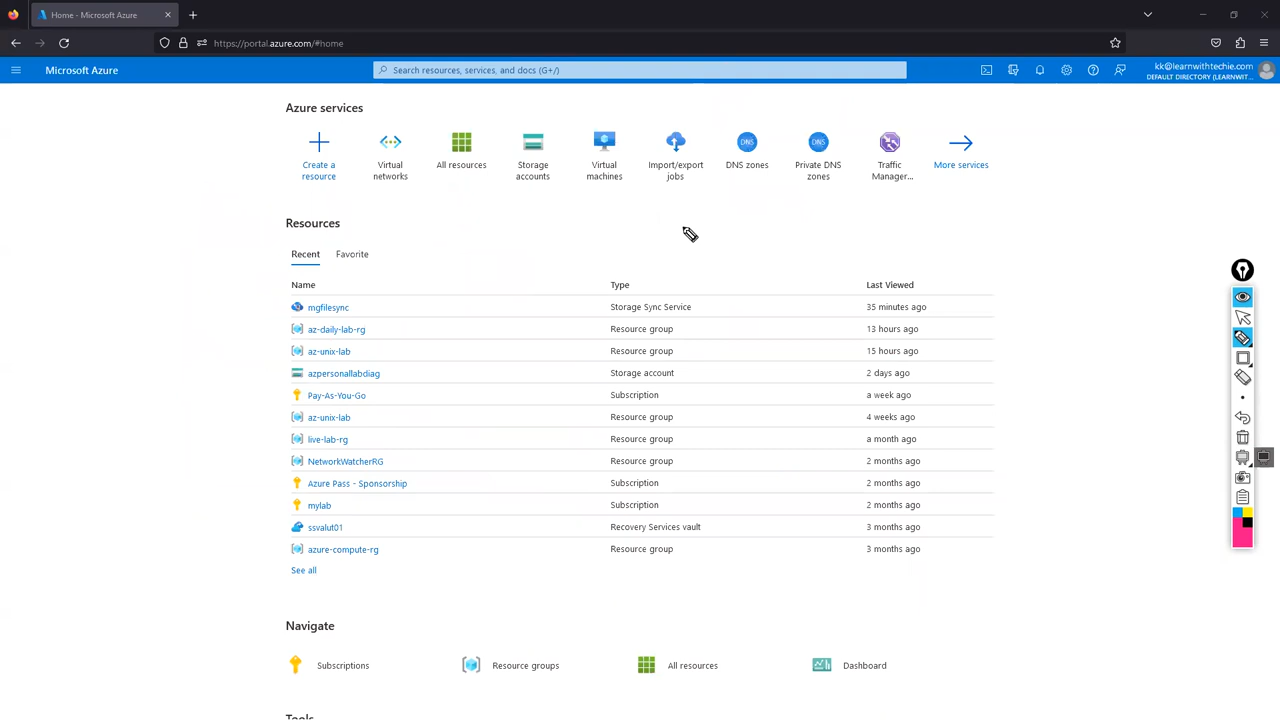 Home - Microsoft Azure
https://portal.azure.com/#home
Microsoft Azure
Search resources, services, and docs (G+/)
kk@learnwithtechie.com
DEFAULT DIRECTORY (LEARNWIT...
Azure services
Create a resource
Virtual networks
All resources
Storage accounts
Virtual machines
Import/export jobs
DNS DNS zones
DNS Private DNS zones
Traffic Manager...
More services
Resources
Recent Favorite
Name Type Last Viewed
mgfilesync Storage Sync Service 35 minutes ago
az-daily-lab-rg Resource group 13 hours ago
az-unix-lab Resource group 15 hours ago
azpersonallabdiag Storage account 2 days ago
Pay-As-You-Go Subscription a week ago
az-unix-lab Resource group 4 weeks ago
live-lab-rg Resource group a month ago
NetworkWatcherRG Resource group 2 months ago
Azure Pass - Sponsorship Subscription 2 months ago
mylab Subscription 2 months ago
ssvalut01 Recovery Services vault 3 months ago
azure-compute-rg Resource group 3 months ago
See all
Navigate
Subscriptions Resource groups All resources Dashboard
Tools